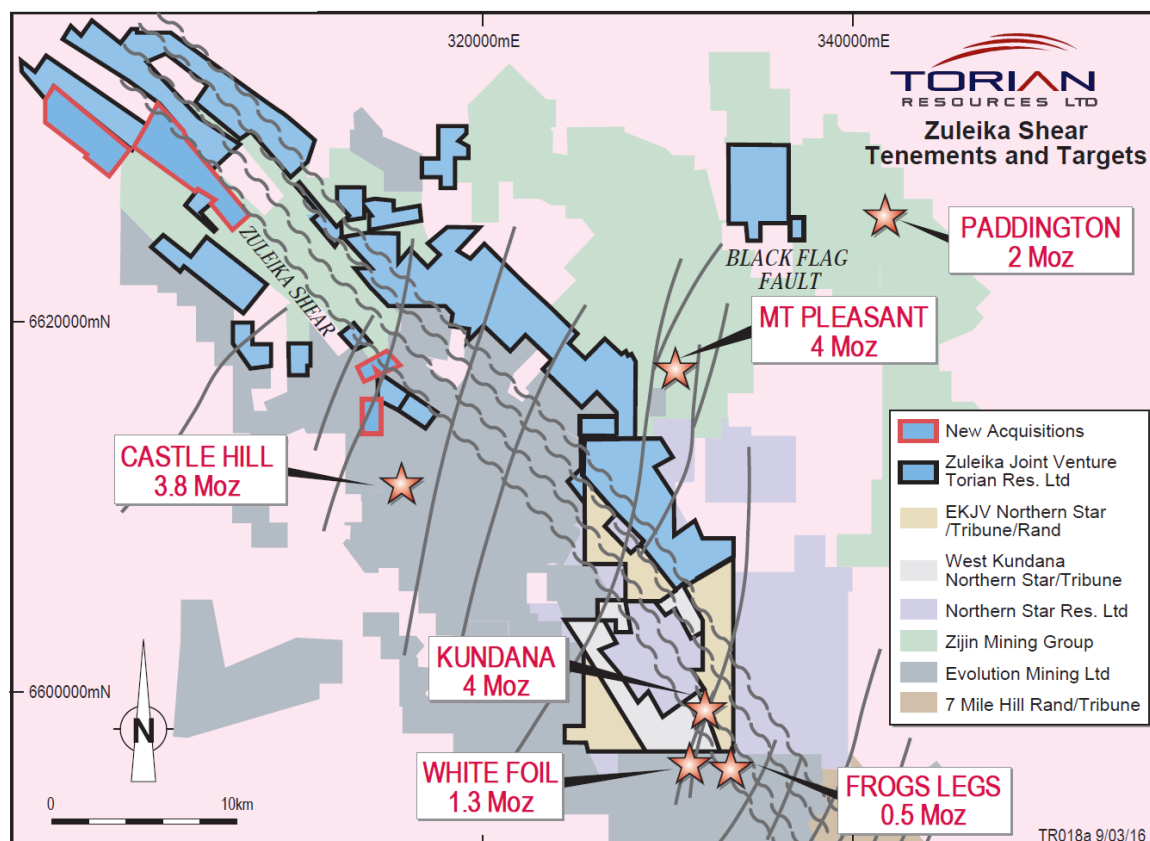 320000mE
340000mE
TORIAN
RESOURCES LTD
Zuleika Shear
Tenements and Targets
PADDINGTON
2 Moz
BLACK FLAG
FAULT
ZULEIKA SHEAR
6620000mN
MT PLEASANT
4 Moz
CASTLE HILL
3.8 Moz
New Acquisitions
Zuleika Joint Venture
Torian Res. Ltd
EKJV Northern Star
/Tribune/Rand
West Kundana
Northern Star/Tribune
Northern Star Res. Ltd
Zijin Mining Group
Evolution Mining Ltd
7 Mile Hill Rand/Tribune
KUNDANA
4 Moz
6600000mN
N
WHITE FOIL
1.3 Moz
FROGS LEGS
0.5 Moz
0
10km
TR018a 9/03/16